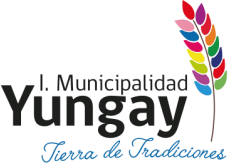 I. Municipalidad
Yungay
Tierra de Tradiciones